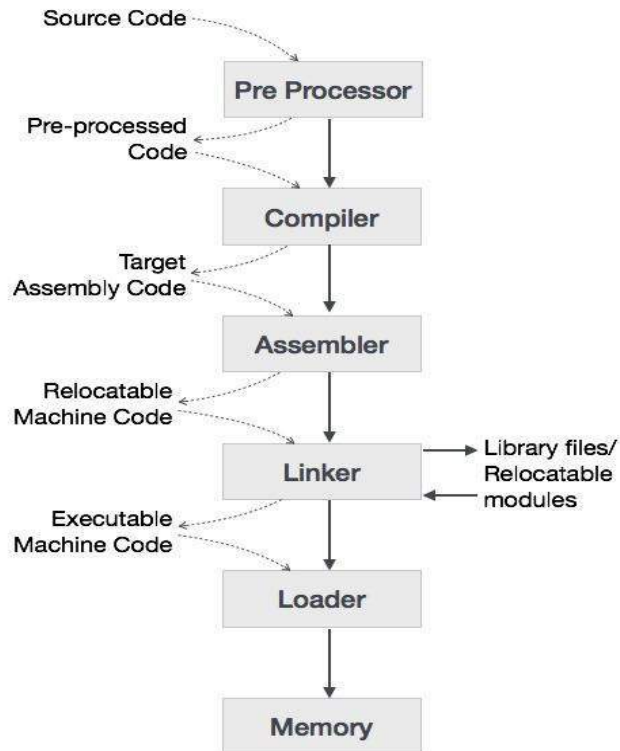 Source Code
Pre Processor
Pre-processed
Code
Compiler
Target
Assembly Code
Assembler
Relocatable
Machine Code
Linker
Library files/
Relocatable
modules
Executable
Machine Code
Loader
Memory